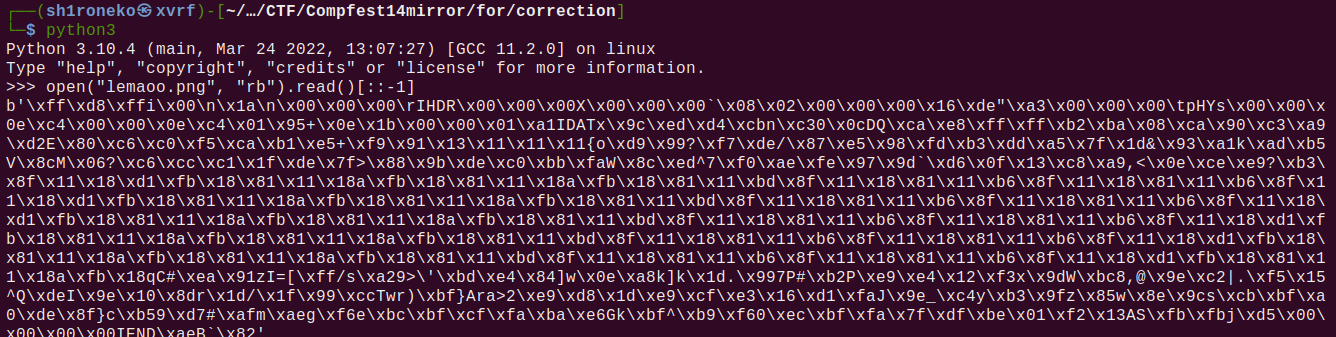 ┌──(sh1roneko㉿xvrf)-[~/…/CTF/Compfest14mirror/for/correction]
└─$ python3
Python 3.10.4 (main, Mar 24 2022, 13:07:27) [GCC 11.2.0] on linux
Type "help", "copyright", "credits" or "license" for more information.
>>> open("lemaoo.png", "rb").read()[::-1]
b'\xff\xd8\xffi\x00\n\x1a\n\x00\x00\x00\rIHDR\x00\x00\x00X\x00\x00\x00`\x08\x02\x00\x00\x00\x16\xde"\xa3\x00\x00\x00\tpHYs\x00\x00\x
0e\xc4\x00\x00\x0e\xc4\x01\x95+\x0e\x1b\x00\x00\x01\xa1IDATx\x9c\xed\xd4\xcbn\xc30\x0cDQ\xca\xe8\xff\xff\xb2\xba\x08\xca\x90\xc3\xa
9\xd2E\x80\xc6\xc0\xf5\xca\xb1\xe5+\xf9\x91\x13\x11\x11\x11{o\xd9\x99?\xf7\xde/\x87\xe5\x98\xfd\xb3\xdd\xa5\x7f\x1d&\x93\xa1k\xad\xb5
V\x8cM\x06?\xc6\xcc\xc1\x1f\xde\x7f>\x88\x9b\xde\xc0\xbb\xfaW\x8c\xed^7\xf0\xae\xfe\x97\x9d`\xd6\x0f\x13\xc8\xa9,<\x0e\xce\xe9?\xb3\
x8f\x11\x18\xd1\xfb\x18\x81\x11\x18a\xfb\x18\x81\x11\x18a\xfb\x18\x81\x11\xbd\x8f\x11\x18\x81\x11\xb6\x8f\x11\x18\x81\x11\xb6\x8f\x1
1\x18\xd1\xfb\x18\x81\x11\x18a\xfb\x18\x81\x11\x18a\xfb\x18\x81\x11\xbd\x8f\x11\x18\x81\x11\xb6\x8f\x11\x18\x81\x11\xb6\x8f\x11\x18\
xd1\xfb\x18\x81\x11\x18a\xfb\x18\x81\x11\x18a\xfb\x18\x81\x11\xbd\x8f\x11\x18\x81\x11\xb6\x8f\x11\x18\x81\x11\xb6\x8f\x11\x18\xd1\xf
b\x18\x81\x11\x18a\xfb\x18\x81\x11\x18a\xfb\x18\x81\x11\xbd\x8f\x11\x18\x81\x11\xb6\x8f\x11\x18\x81\x11\xb6\x8f\x11\x18\xd1\xfb\x18\
x81\x11\x18a\xfb\x18\x81\x11\x18a\xfb\x18\x81\x11\xbd\x8f\x11\x18\x81\x11\xb6\x8f\x11\x18\x81\x11\xb6\x8f\x11\x18\xd1\xfb\x18\x81\x1
1\x18a\xfb\x18qC#\xea\x91zI=[\xff/s\xa29>\'\xbd\xe4\x84]w\x0e\xa8k]k\x1d.\x997P#\xb2P\xe9\xe4\x12\xf3x\x9dW\xbc8,@\x9e\xc2|.\xf5\x15
^Q\xdeI\x9e\x10\x8dr\x1d/\x1f\x99\xccTwr)\xbf}Ara>2\xe9\xd8\x1d\xe9\xcf\xe3\x16\xd1\xfaJ\x9e_\xc4y\xb3\x9fz\x85w\x8e\x9cs\xcb\xbf\xa
0\xde\x8f}c\xb59\xd7#\xafm\xaeg\xf6e\xbc\xbf\xcf\xfa\xba\xe6Gk\xbf^\xb9\xf60\xec\xbf\xfa\x7f\xdf\xbe\x01\xf2\x13AS\xfb\xfbj\xd5\x00\
x00\x00\x00IEND\xaeB`\x82'